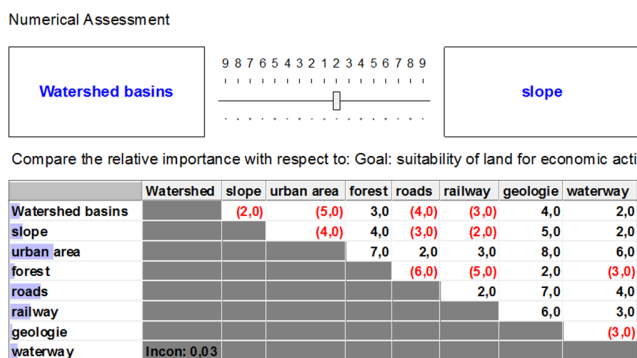 Numerical Assessment
Watershed basins
9 8 7 6 5 4 3 2 1 2 3 4 5 6 7 8 9
slope
Compare the relative importance with respect to: Goal: suitability of land for economic acti
Watershed slope urban area forest roads railway geologie waterway
Watershed basins (2,0) (5,0) 3,0 (4,0) (3,0) 4,0 2,0
slope (4,0) 4,0 (3,0) (2,0) 5,0 2,0
urban area 7,0 2,0 3,0 8,0 6,0
forest (6,0) (5,0) 2,0 (3,0)
roads 2,0 7,0 4,0
railway 6,0 3,0
geologie (3,0)
waterway Incon: 0,03